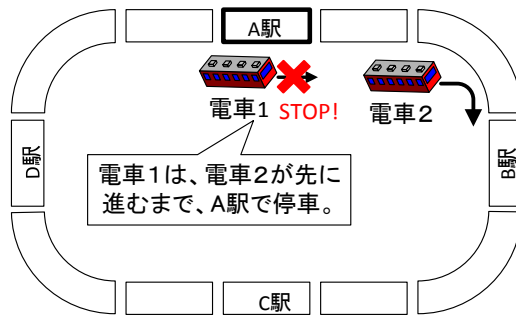 A駅
電車1 STOP!
電車２
D駅
B駅
電車１は、電車２が先に
進むまで、A駅で停車。
C駅